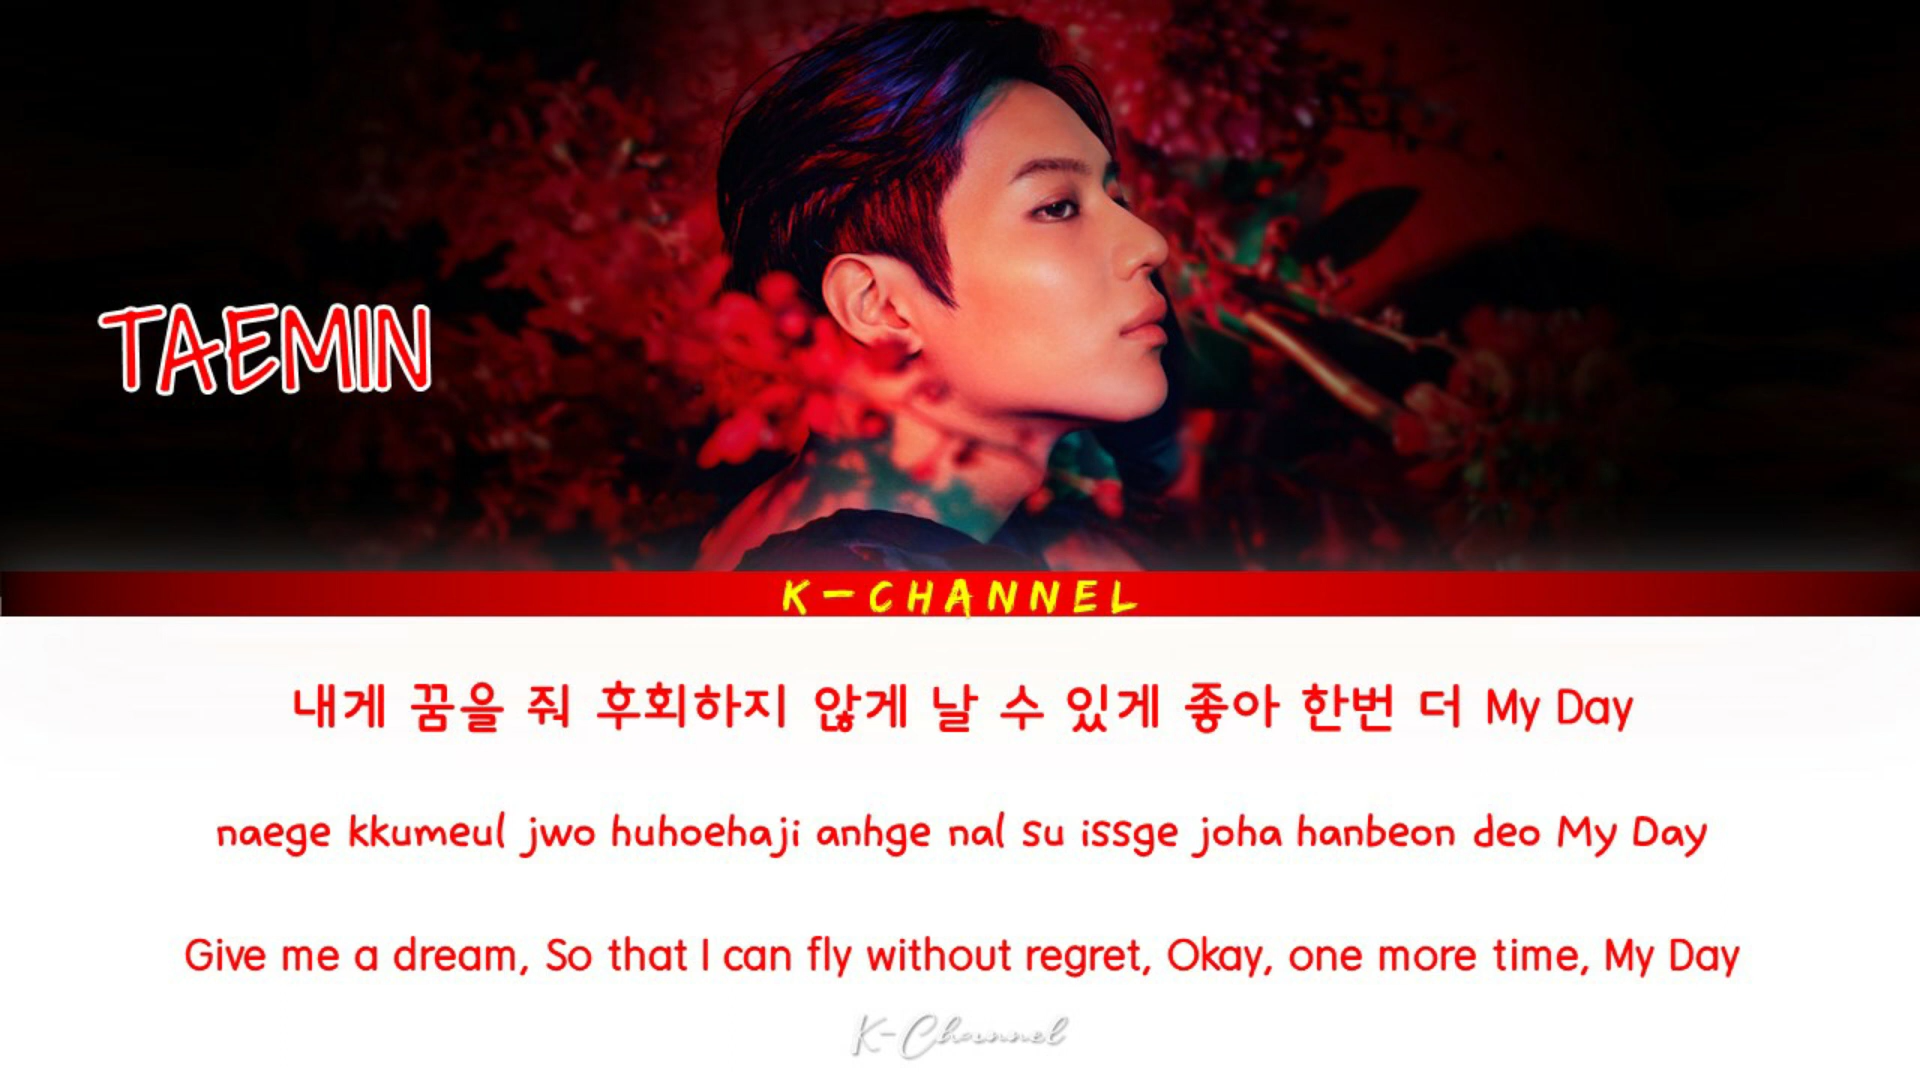 TAEMIN
K-CHANNEL
내게 꿈을 줘 후회하지 않게 날 수 있게 좋아 한번 더 My Day
naege kkumeul jwo huhoehaji anhge nal su issge joha hanbeon deo My Day
Give me a dream, So that I can fly without regret, Okay, one more time, My Day
K-Channel